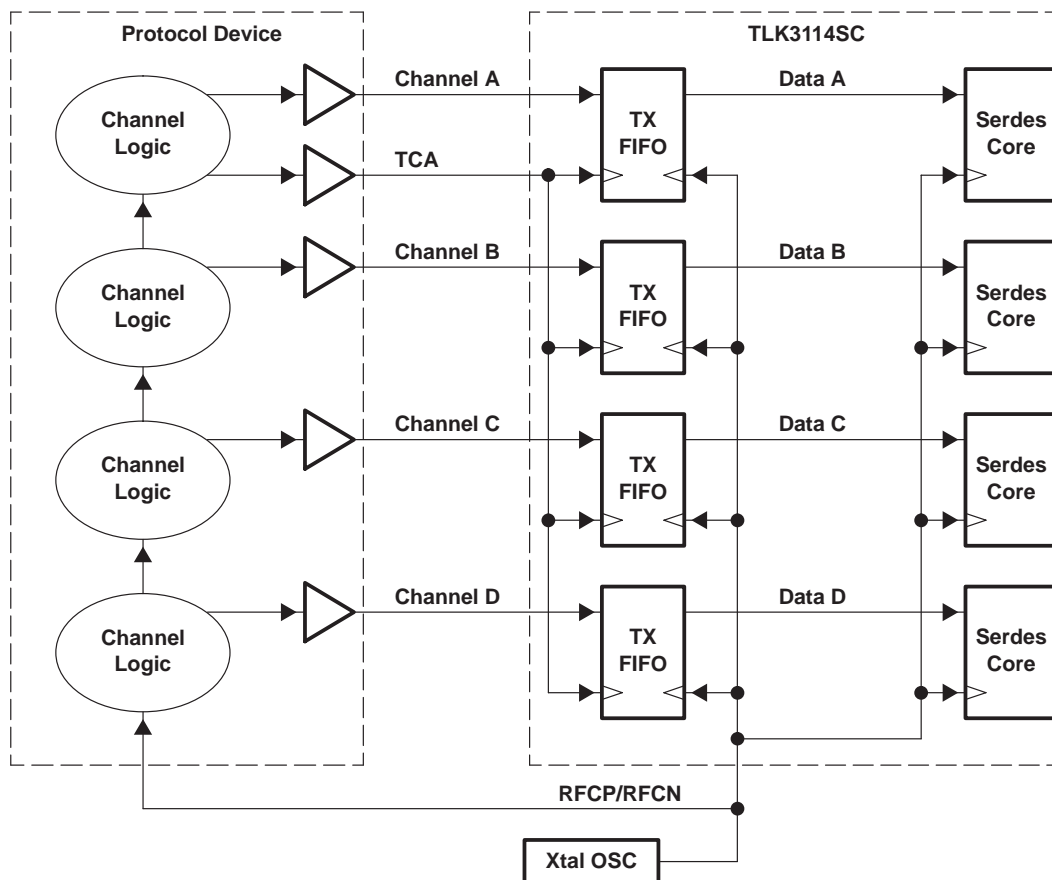 Protocol Device
TLK3114SC
Channel
Logic
Channel A
TX
FIFO
Data A
Serdes
Core
TCA
Channel
Logic
Channel B
TX
FIFO
Data B
Serdes
Core
Channel
Logic
Channel C
TX
FIFO
Data C
Serdes
Core
Channel
Logic
Channel D
TX
FIFO
Data D
Serdes
Core
RFCP/RFCN
Xtal OSC